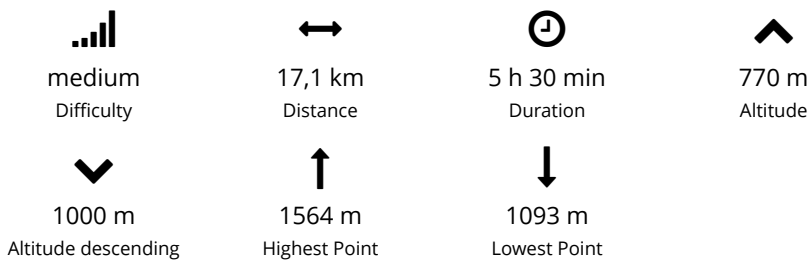 medium
Difficulty
17,1 km
Distance
5 h 30 min
Duration
770 m
Altitude
1000 m
Altitude descending
1564 m
Highest Point
1093 m
Lowest Point